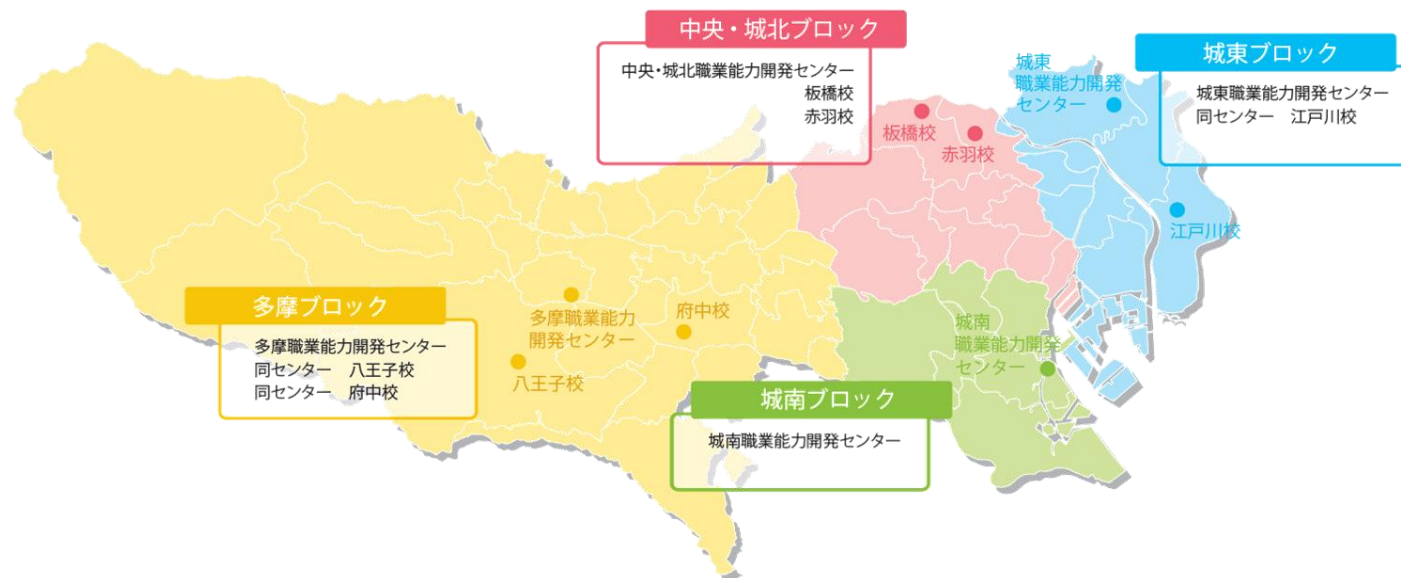 中央・城北ブロック
中央・城北職業能力開発センター
板橋校
赤羽校
城東ブロック
城東職業能力開発センター
同センター　江戸川校
城東
職業能力開発
センター
板橋校
赤羽校
江戸川校
多摩ブロック
多摩職業能力開発センター
同センター　八王子校
同センター　府中校
多摩職業能力
開発センター
府中校
八王子校
城南
職業能力開発
センター
城南ブロック
城南職業能力開発センター